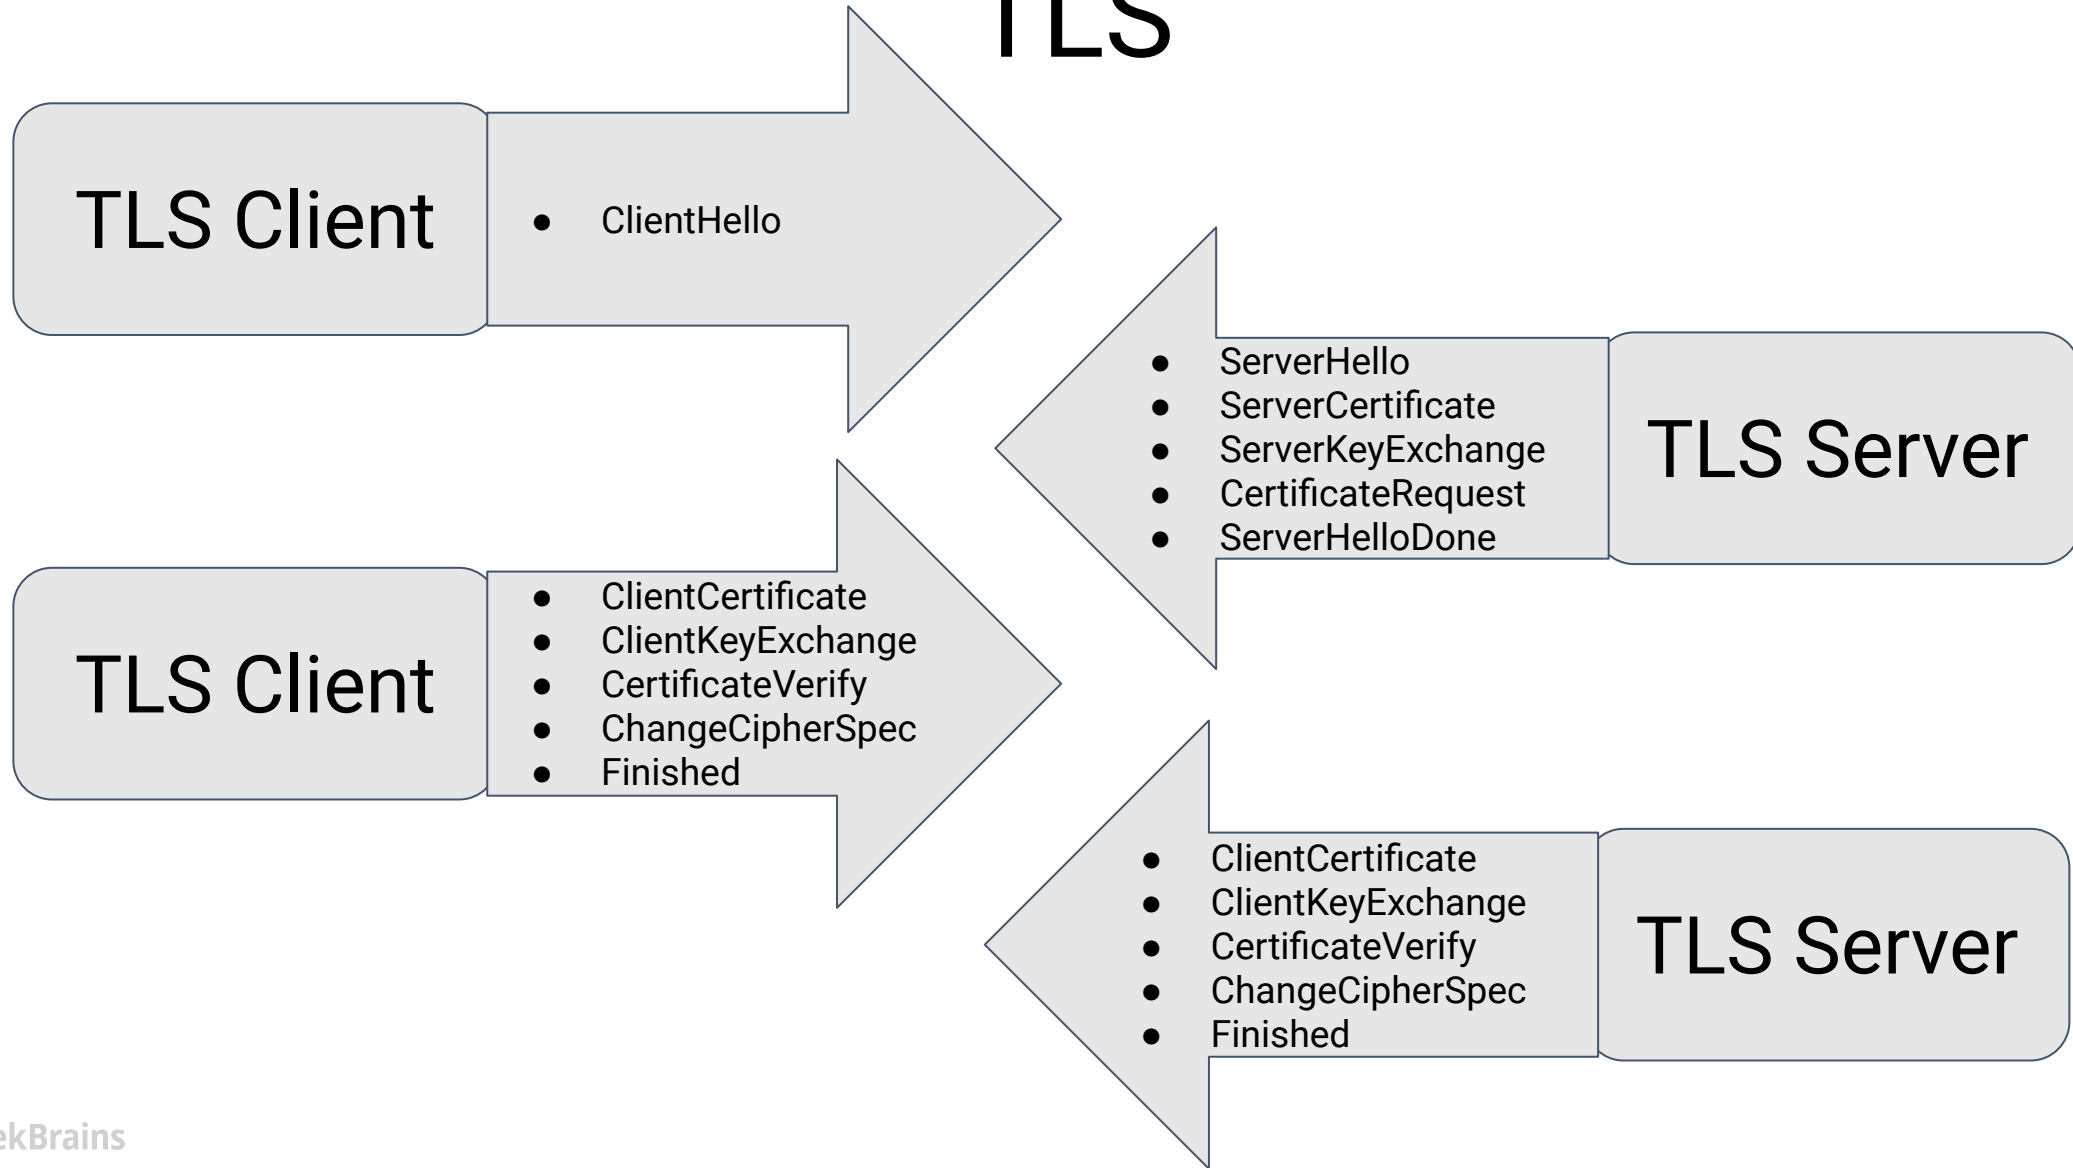 TLS
TLS Client
● ClientHello
● ServerHello
● ServerCertificate
● ServerKeyExchange
● CertificateRequest
● ServerHelloDone
TLS Server
TLS Client
● ClientCertificate
● ClientKeyExchange
● CertificateVerify
● ChangeCipherSpec
● Finished
● ClientCertificate
● ClientKeyExchange
● CertificateVerify
● ChangeCipherSpec
● Finished
TLS Server
ekBrains